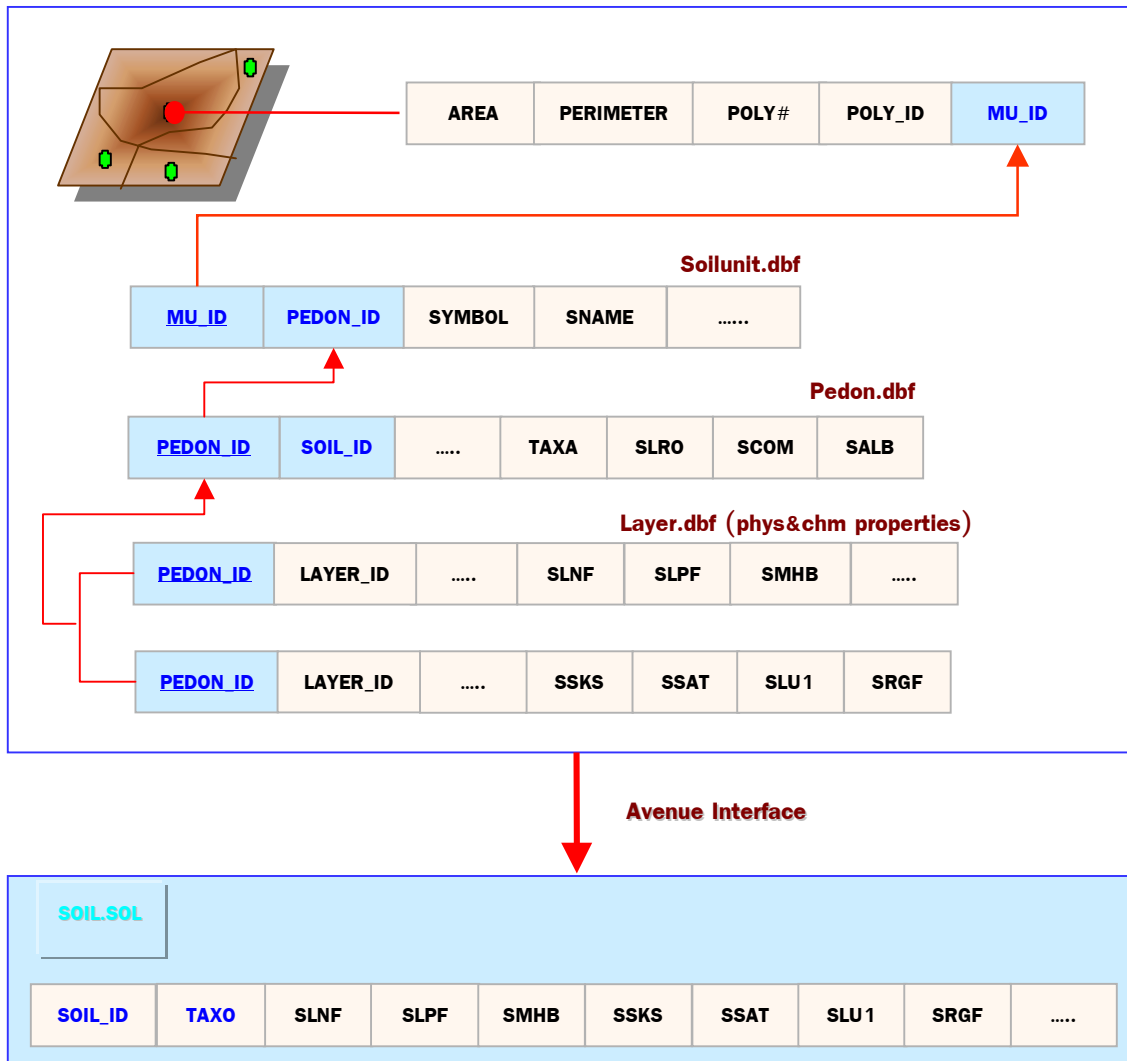 AREA PERIMETER POLY# POLY_ID MU_ID
Soilunit.dbf
MU_ID PEDON_ID SYMBOL SNAME ......
Pedon.dbf
PEDON_ID SOIL_ID ..... TAXA SLRO SCOM SALB
Layer.dbf (phys&chm properties)
PEDON_ID LAYER_ID ..... SLNF SLPF SMHB .....
PEDON_ID LAYER_ID ..... SSKS SSAT SLU1 SRGF
Avenue Interface
SOIL.SOL
SOIL_ID TAXO SLNF SLPF SMHB SSKS SSAT SLU1 SRGF .....